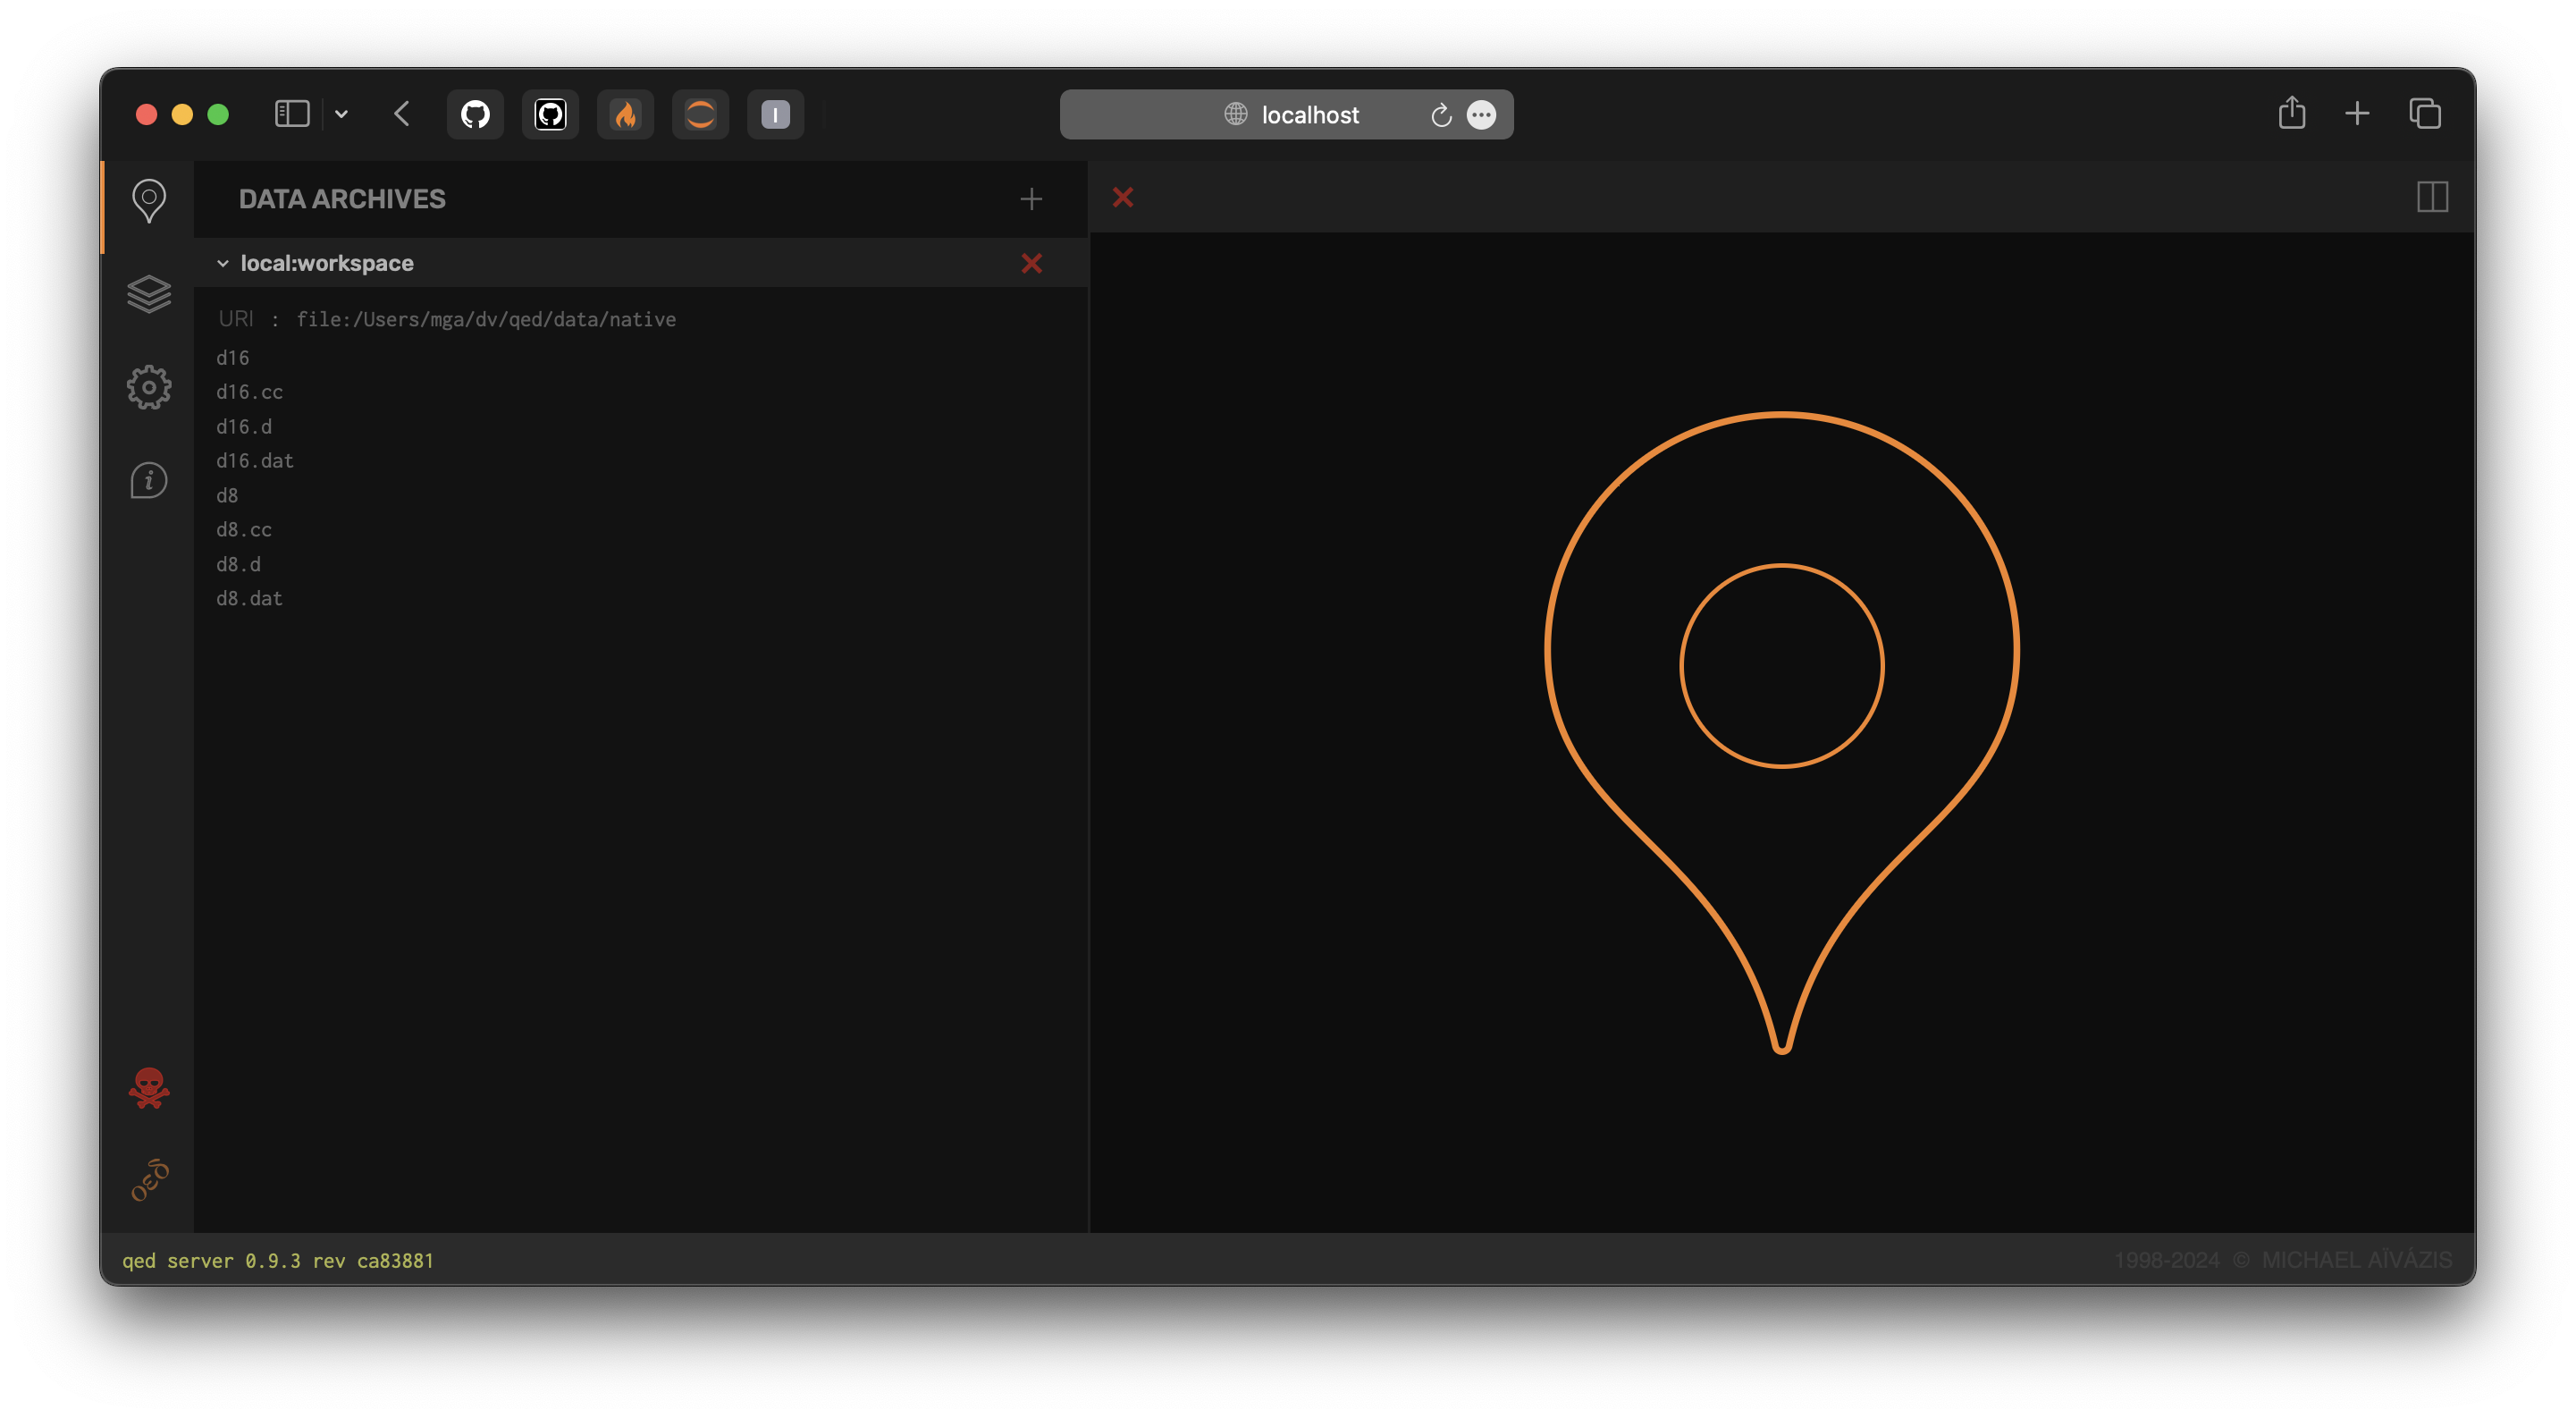 localhost
DATA ARCHIVES
local:workspace
URI : file:/Users/mga/dv/qed/data/native
d16
d16.cc
d16.d
d16.dat
d8
d8.cc
d8.d
d8.dat
οεδ
qed server 0.9.3 rev ca83881
1998-2024 © MICHAEL AÏVÁZIS